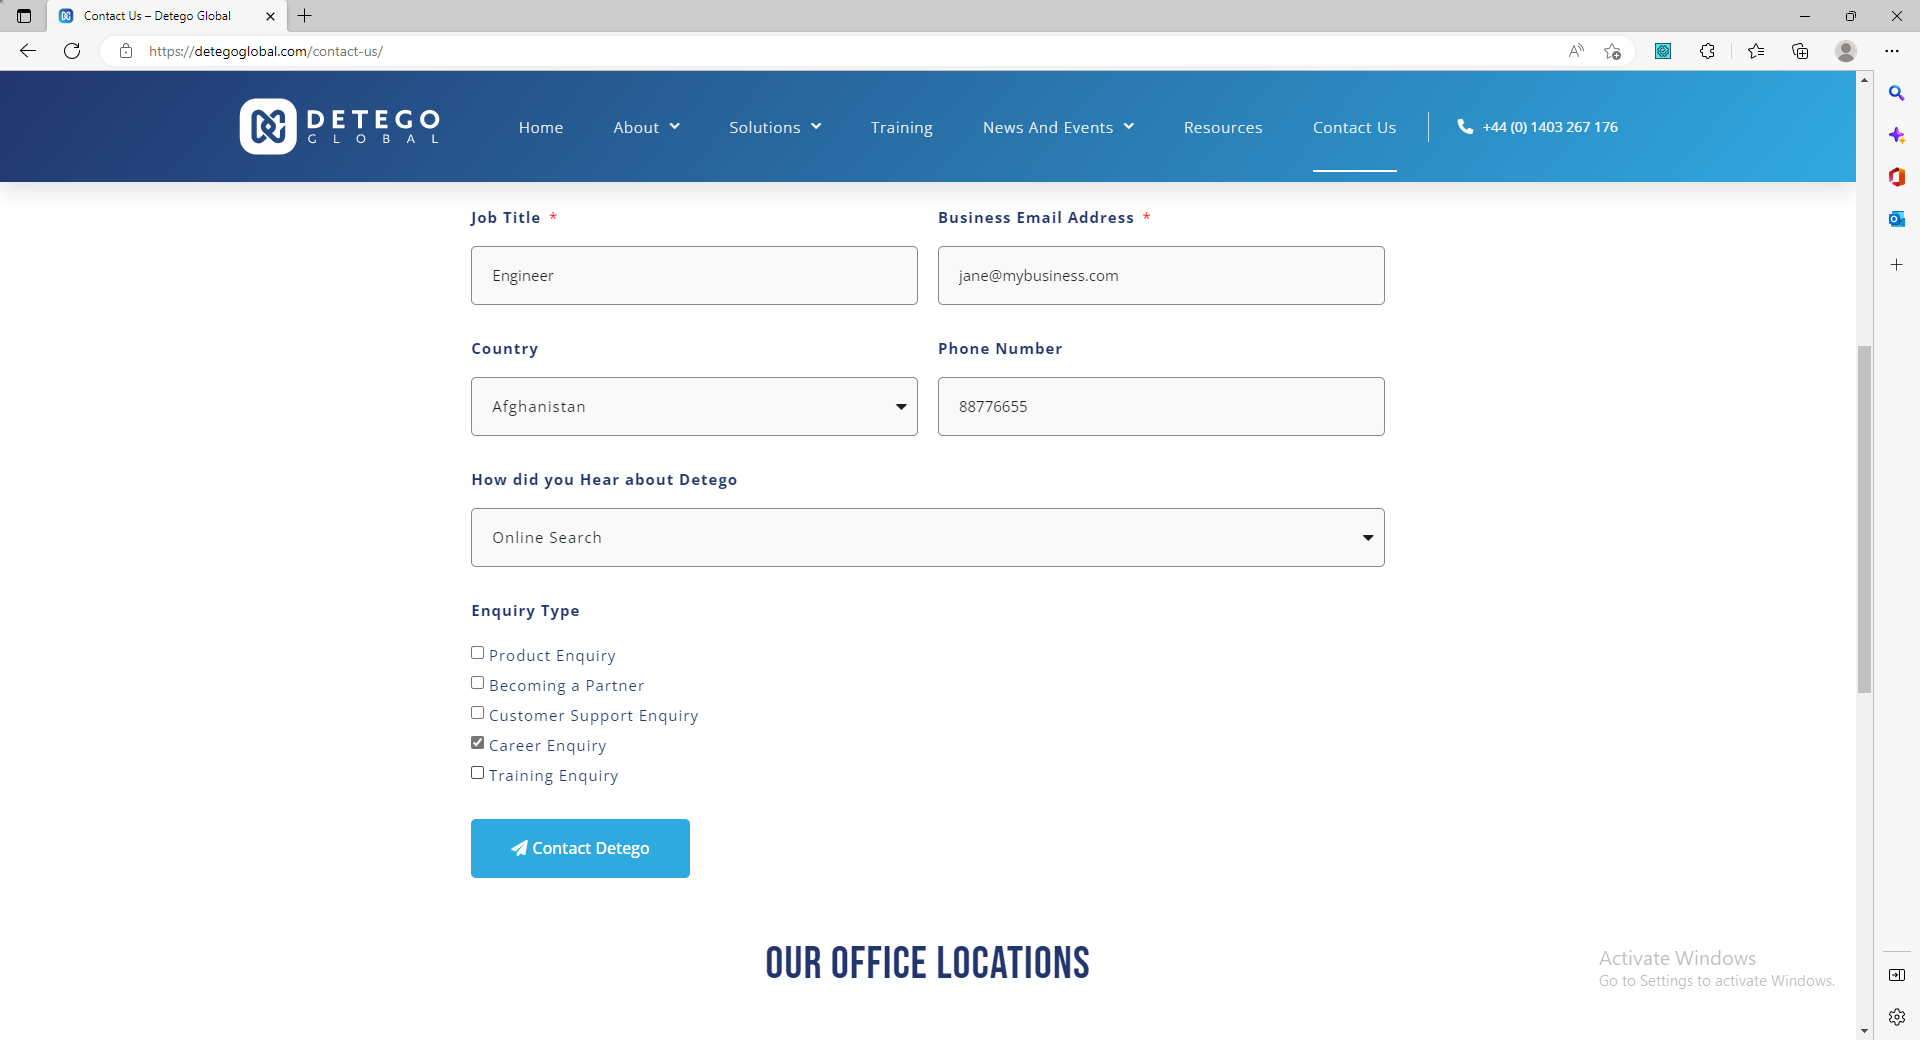 Contact Us – Detego Global
https://detegoglobal.com/contact-us/
DETEGO
GLOBAL
Home
About
Solutions
Training
News And Events
Resources
Contact Us
+44 (0) 1403 267 176
Job Title *
Business Email Address *
Engineer
jane@mybusiness.com
Country
Phone Number
Afghanistan
88776655
How did you Hear about Detego
Online Search
Enquiry Type
Product Enquiry
Becoming a Partner
Customer Support Enquiry
Career Enquiry
Training Enquiry
Contact Detego
OUR OFFICE LOCATIONS
Activate Windows
Go to Settings to activate Windows.